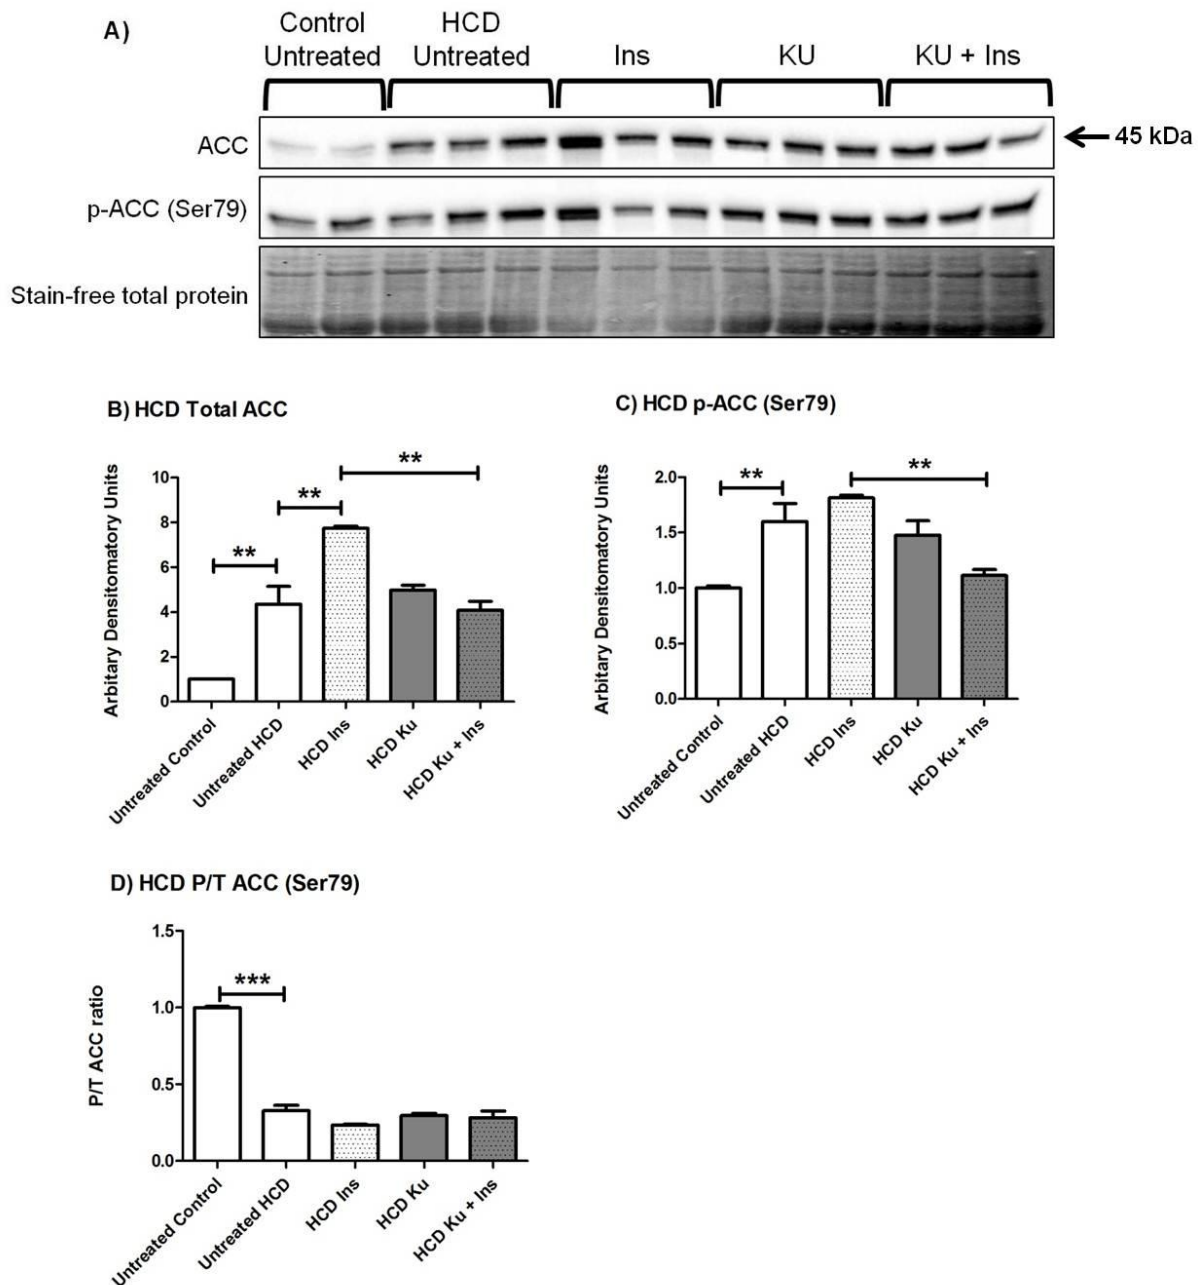 A)
Control
Untreated
HCD
Untreated
Ins
KU
KU + Ins
ACC
45 kDa
p-ACC (Ser79)
Stain-free total protein
B) HCD Total ACC
Arbitary Densitomatory Units
10
8
6
4
2
0
**
**
**
Untreated Control
Untreated HCD
HCD Ins
HCD Ku
HCD Ku + Ins
C) HCD p-ACC (Ser79)
Arbitary Densitomatory Units
2.0
1.5
1.0
0.5
0.0
**
**
Untreated Control
Untreated HCD
HCD Ins
HCD Ku
HCD Ku + Ins
D) HCD P/T ACC (Ser79)
P/T ACC ratio
1.5
1.0
0.5
0.0
***
Untreated Control
Untreated HCD
HCD Ins
HCD Ku
HCD Ku + Ins